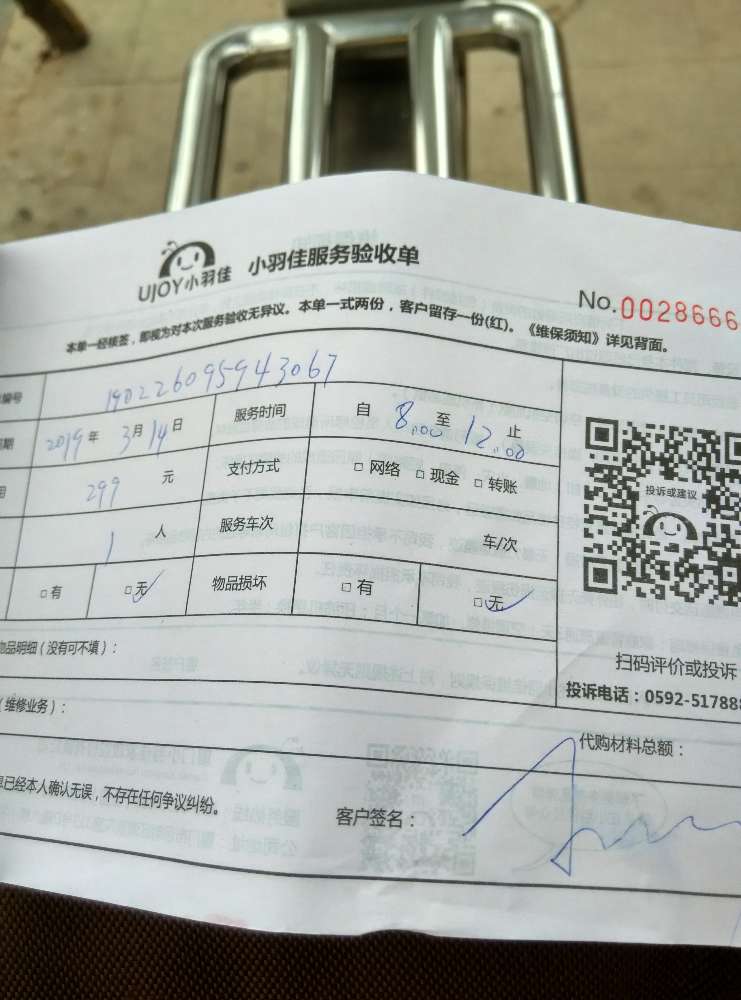 UJOY小羽佳 小羽佳服务验收单
No.0028666
本单一经核签，即视为对本次服务验收无异议。本单一式两份，客户留存一份(红)。《维保须知》详见背面。
编号 190226095943067
期 2019年 3月 14日 服务时间 自 8:00 至 12:00 止
用 299 元 支付方式 □ 网络 □ 现金 □ 转账
1 人 服务车次 车/次
□ 有 □ 无 物品损坏 □ 有 □ 无
投诉或建议
扫码评价或投诉
投诉电话：0592-51788
物品明细（没有可不填）：
（维修业务）：
代购材料总额：
已经本人确认无误，不存在任何争议纠纷。
客户签名：